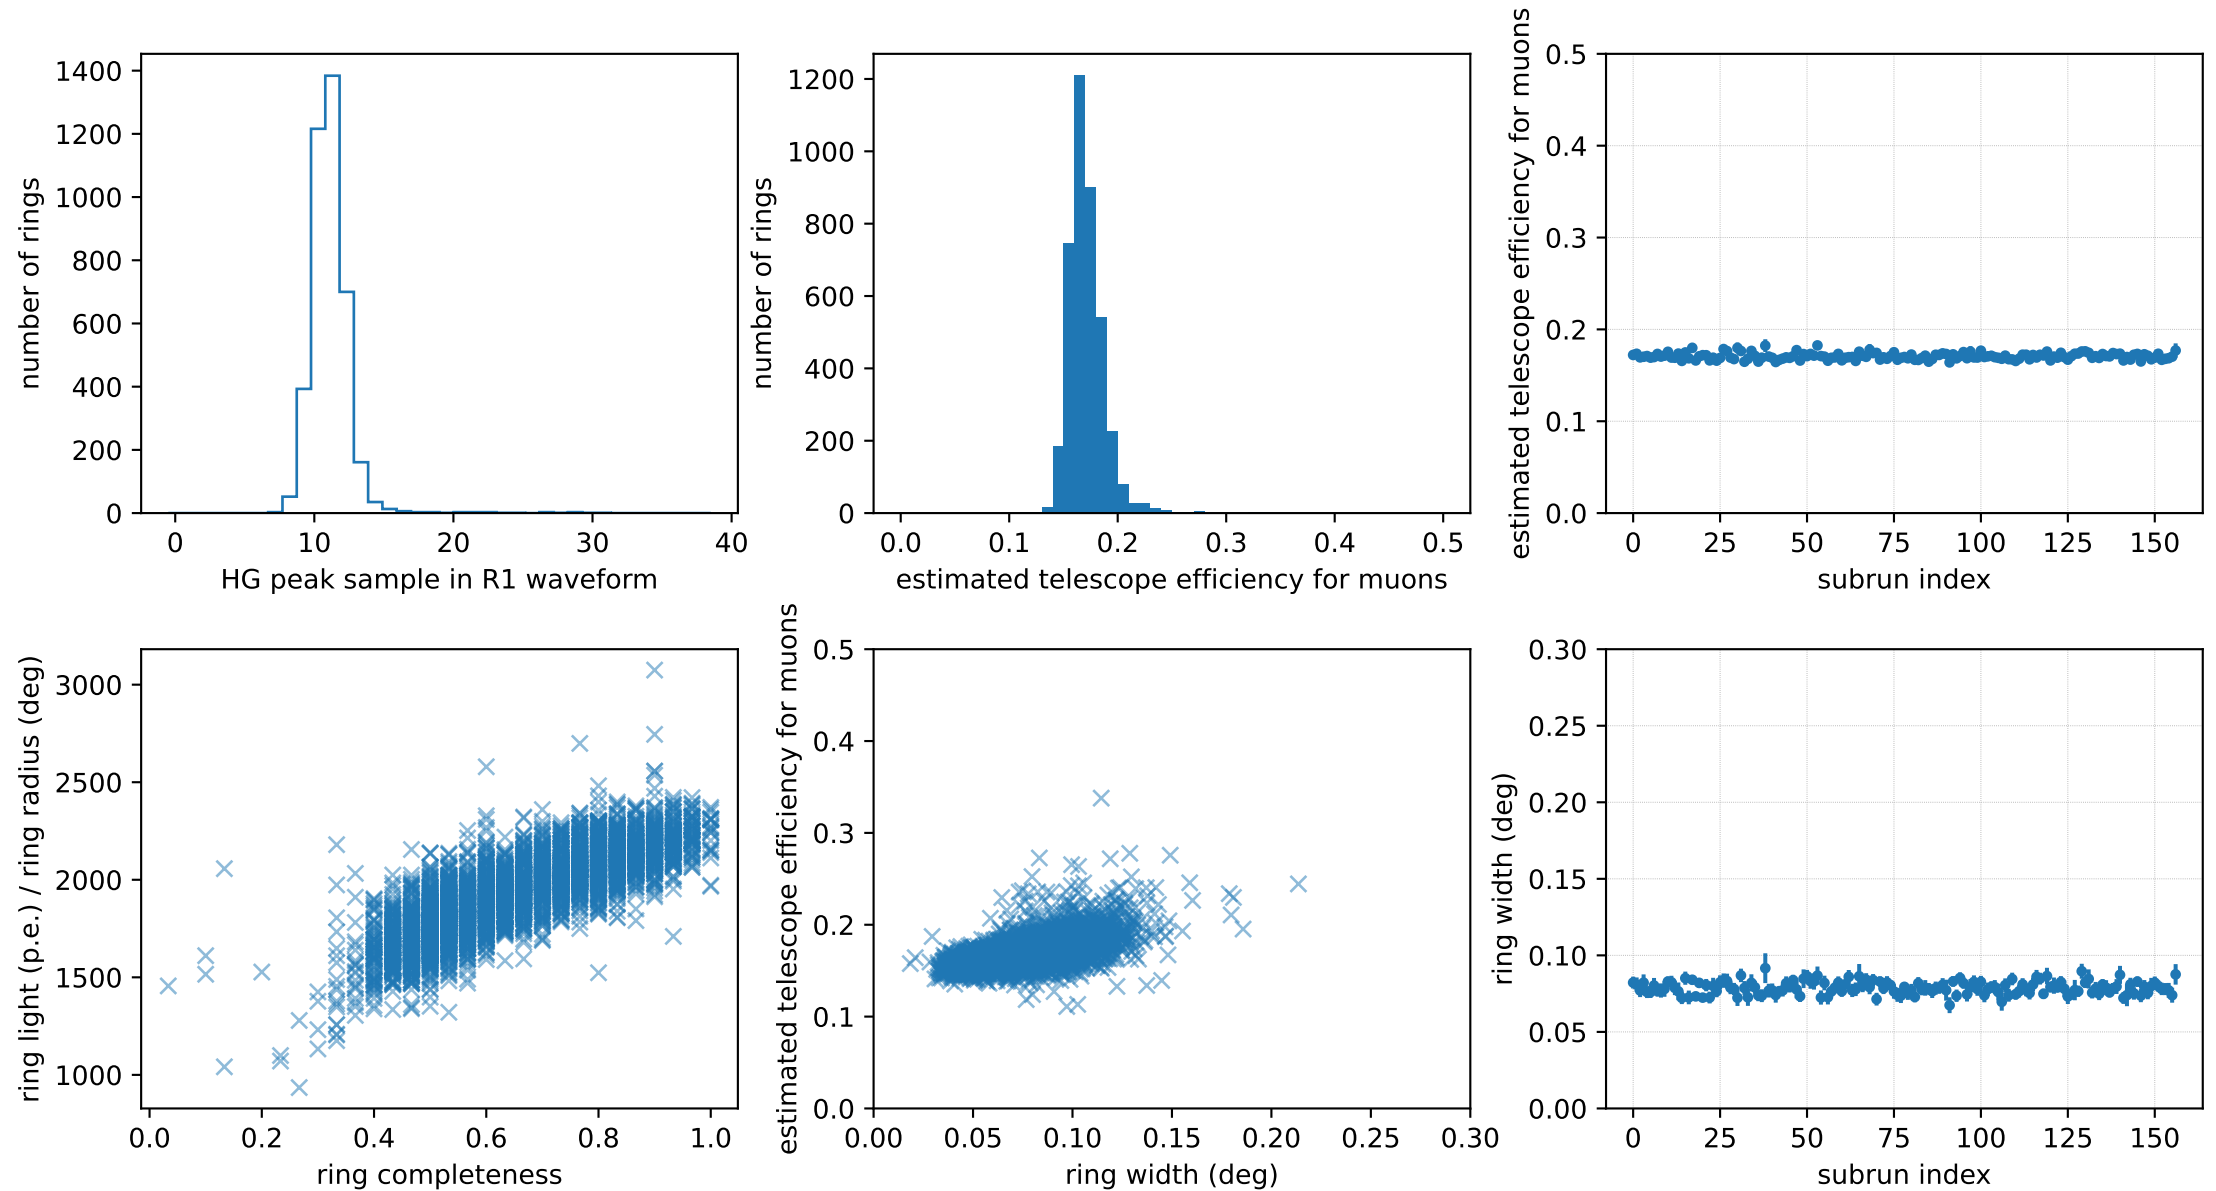 number of rings
1400
1200
1000
800
600
400
200
0
0 10 20 30 40
HG peak sample in R1 waveform
number of rings
1200
1000
800
600
400
200
0
0.0 0.1 0.2 0.3 0.4 0.5
estimated telescope efficiency for muons
estimated telescope efficiency for muons
0.5
0.4
0.3
0.2
0.1
0.0
0 25 50 75 100 125 150
subrun index
ring light (p.e.) / ring radius (deg)
3000
2500
2000
1500
1000
0.0 0.2 0.4 0.6 0.8 1.0
ring completeness
estimated telescope efficiency for muons
0.5
0.4
0.3
0.2
0.1
0.0
0.00 0.05 0.10 0.15 0.20 0.25 0.30
ring width (deg)
ring width (deg)
0.30
0.25
0.20
0.15
0.10
0.05
0.00
0 25 50 75 100 125 150
subrun index